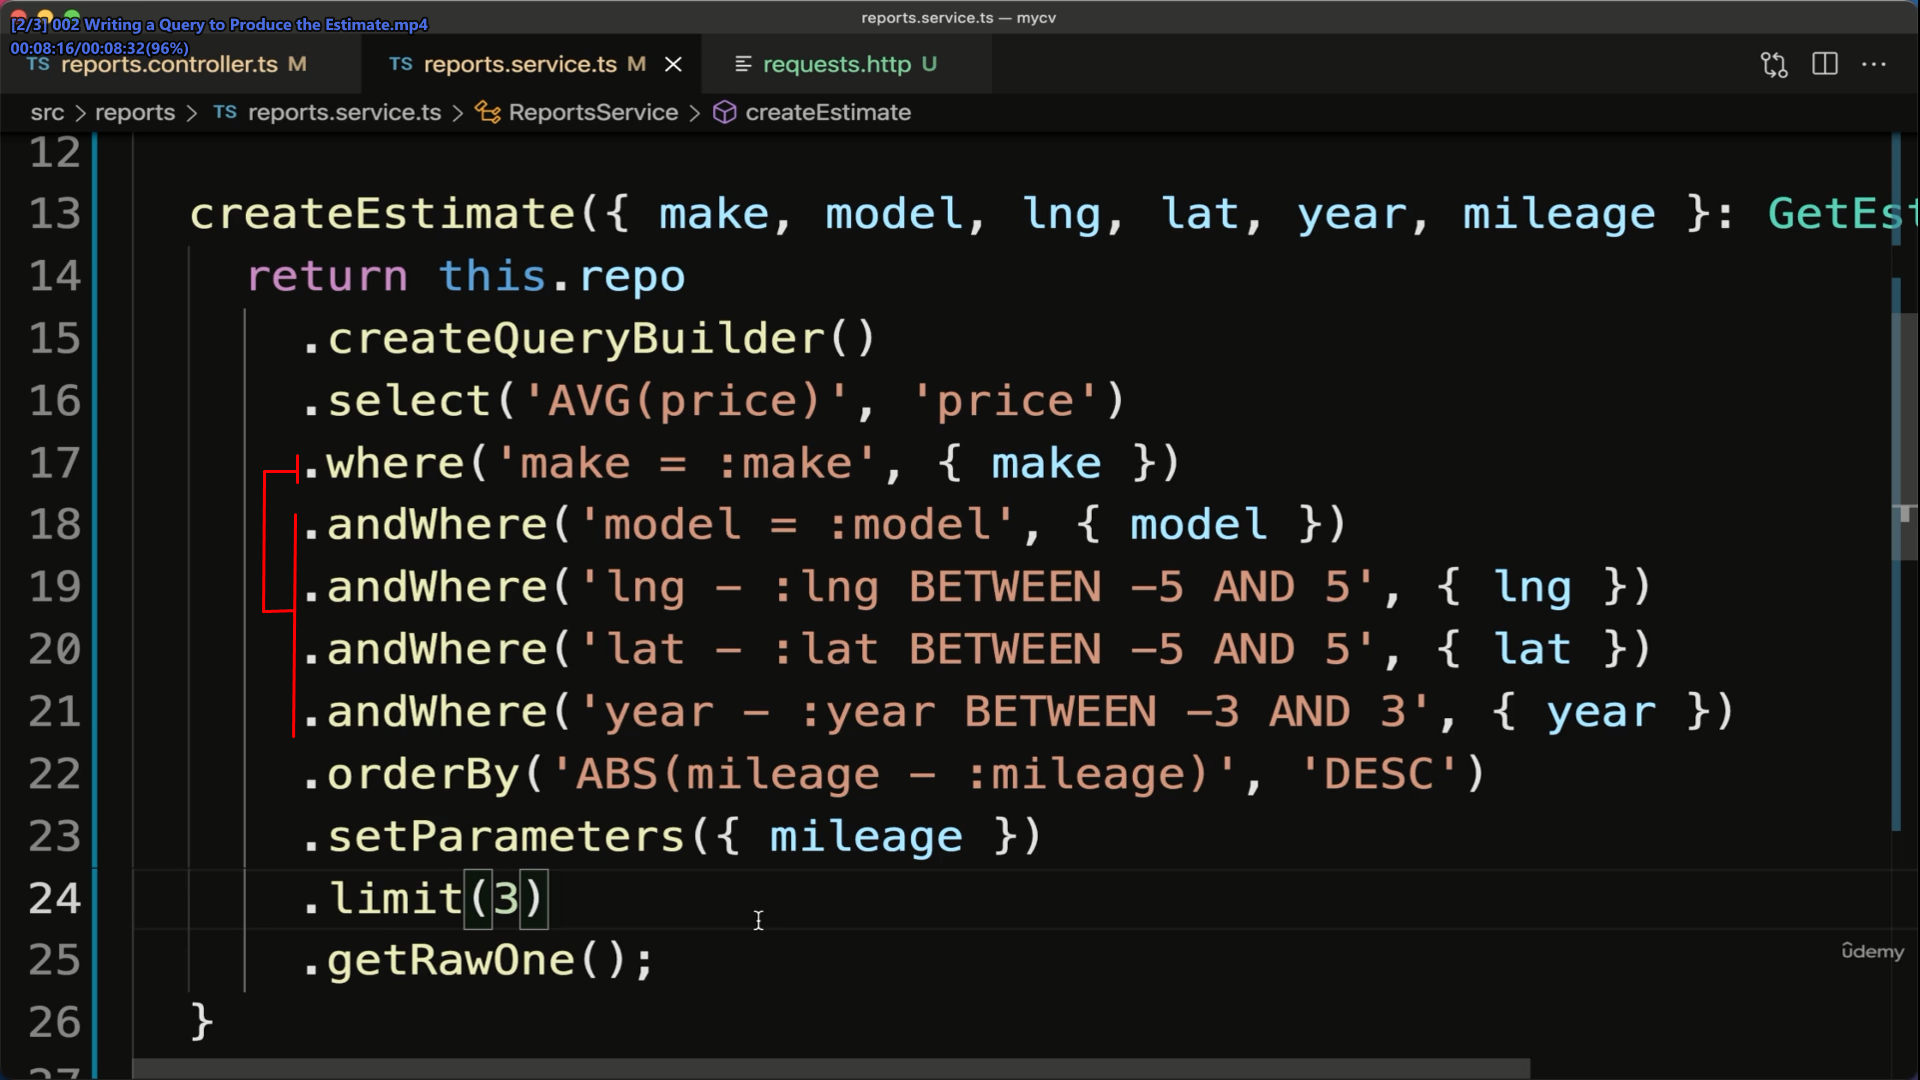 reports.service.ts — mycv
[2/3] 002 Writing a Query to Produce the Estimate.mp4
00:08:16/00:08:32(96%)
TS reports.controller.ts M
TS reports.service.ts M
requests.http U
src > reports > TS reports.service.ts > ReportsService > createEstimate
12
13 createEstimate({ make, model, lng, lat, year, mileage }: GetEst
14 return this.repo
15 .createQueryBuilder()
16 .select('AVG(price)', 'price')
17 .where('make = :make', { make })
18 .andWhere('model = :model', { model })
19 .andWhere('lng - :lng BETWEEN -5 AND 5', { lng })
20 .andWhere('lat - :lat BETWEEN -5 AND 5', { lat })
21 .andWhere('year - :year BETWEEN -3 AND 3', { year })
22 .orderBy('ABS(mileage - :mileage)', 'DESC')
23 .setParameters({ mileage })
24 .limit(3)
25 .getRawOne();
udemy
26 }
27